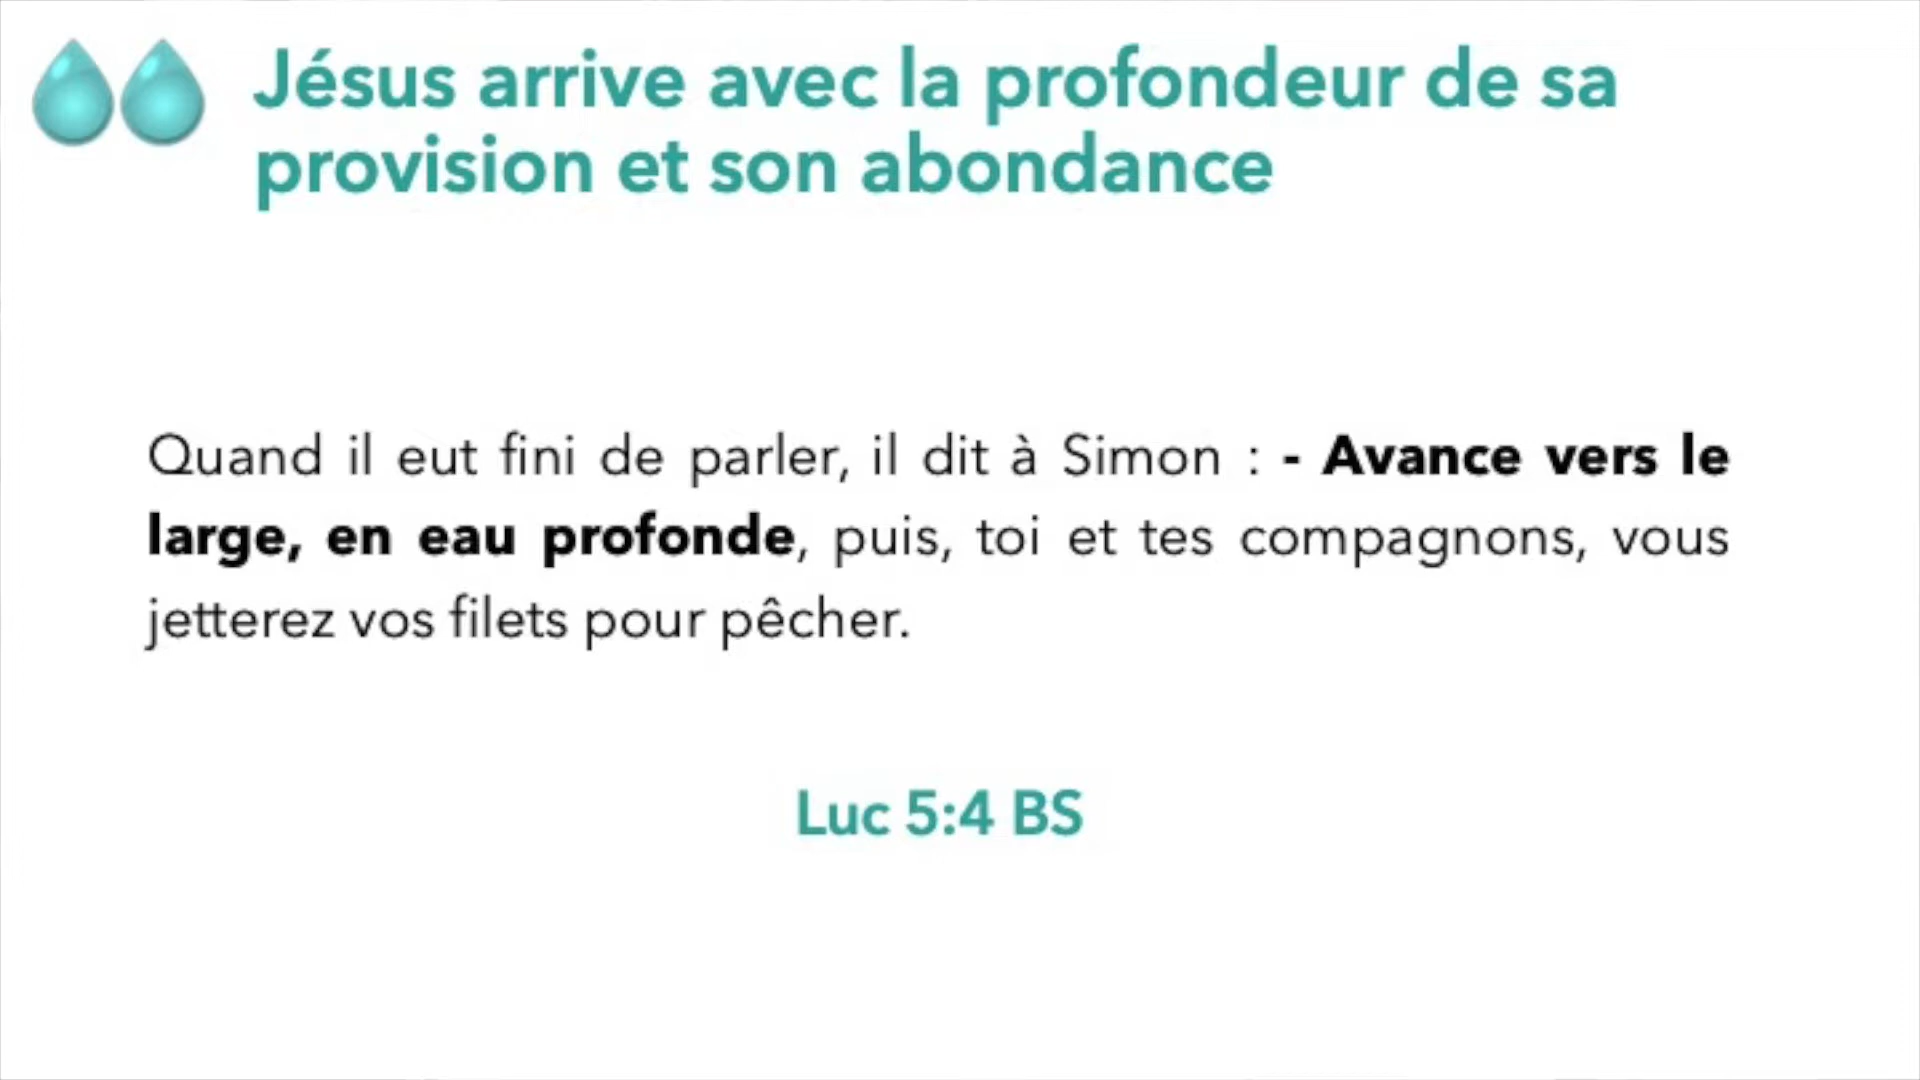 Jésus arrive avec la profondeur de sa
provision et son abondance
Quand il eut fini de parler, il dit à Simon : - Avance vers le
large, en eau profonde, puis, toi et tes compagnons, vous
jetterez vos filets pour pêcher.
Luc 5:4 BS